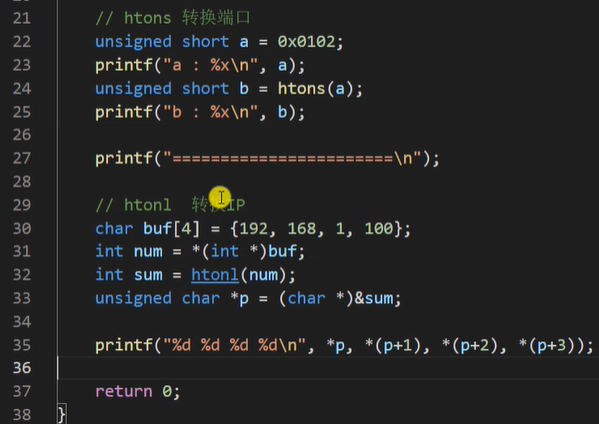 21 // htons 转换端口
22 unsigned short a = 0x0102;
23 printf("a : %x\n", a);
24 unsigned short b = htons(a);
25 printf("b : %x\n", b);
26
27 printf("=======================\n");
28
29 // htonl 转换IP
30 char buf[4] = {192, 168, 1, 100};
31 int num = *(int *)buf;
32 int sum = htonl(num);
33 unsigned char *p = (char *)&sum;
34
35 printf("%d %d %d %d\n", *p, *(p+1), *(p+2), *(p+3));
36
37 return 0;
38 }